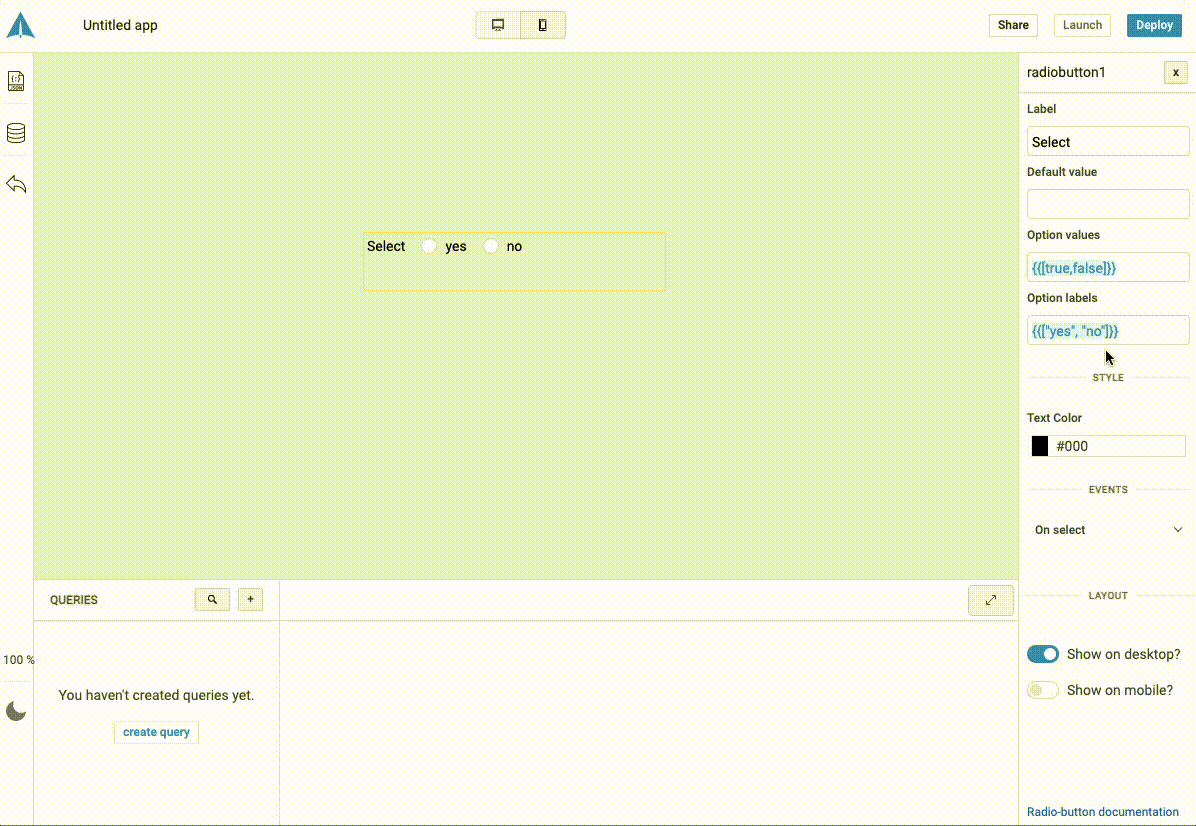 Untitled app
Share
Launch
Deploy
radiobutton1
x
Label
Select
Default value
Option values
{{[true,false]}}
Option labels
{{["yes", "no"]}}
STYLE
Text Color
#000
EVENTS
On select
LAYOUT
Show on desktop?
Show on mobile?
Radio-button documentation
{;}
JSON
Select yes no
QUERIES
+
100 %
You haven't created queries yet.
create query